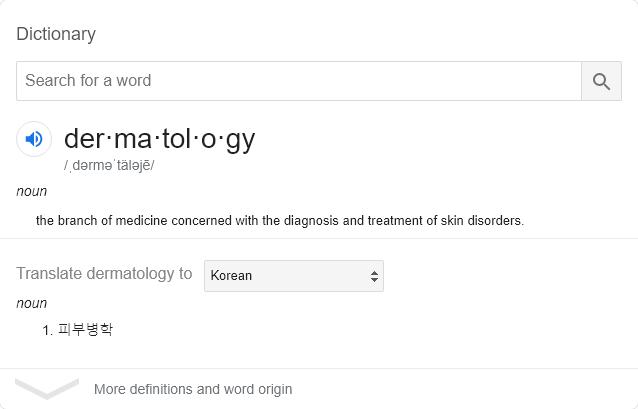 Dictionary
Search for a word
der·ma·tol·o·gy
/ˌdərməˈtäləjē/
noun
the branch of medicine concerned with the diagnosis and treatment of skin disorders.
Translate dermatology to Korean
noun
1. 피부병학
More definitions and word origin